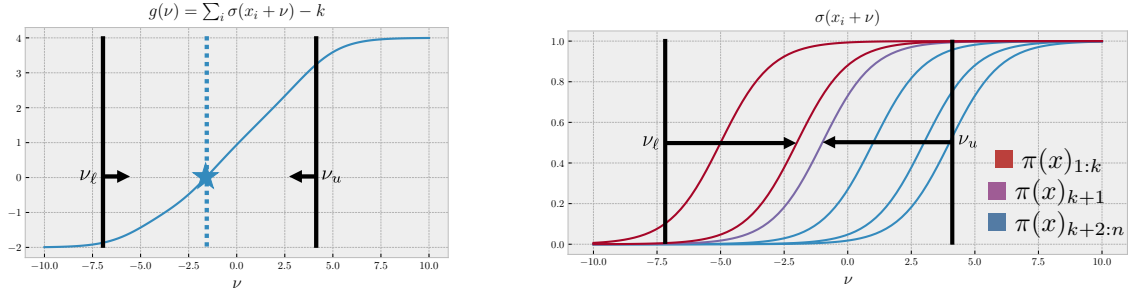 g(ν) = ∑ᵢ σ(xᵢ + ν) − k
4
3
2
1
0
−1
−2
ν_ℓ
ν_u
−10.0 −7.5 −5.0 −2.5 0.0 2.5 5.0 7.5 10.0
ν
σ(xᵢ + ν)
1.0
0.8
0.6
0.4
0.2
0.0
ν_ℓ
ν_u
π(x)_{1:k}
π(x)_{k+1}
π(x)_{k+2:n}
−10.0 −7.5 −5.0 −2.5 0.0 2.5 5.0 7.5 10.0
ν